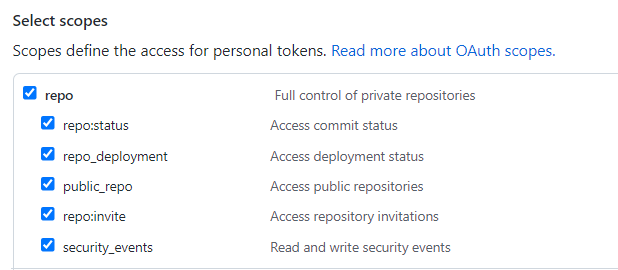 Select scopes
Scopes define the access for personal tokens. Read more about OAuth scopes.
repo Full control of private repositories
repo:status Access commit status
repo_deployment Access deployment status
public_repo Access public repositories
repo:invite Access repository invitations
security_events Read and write security events